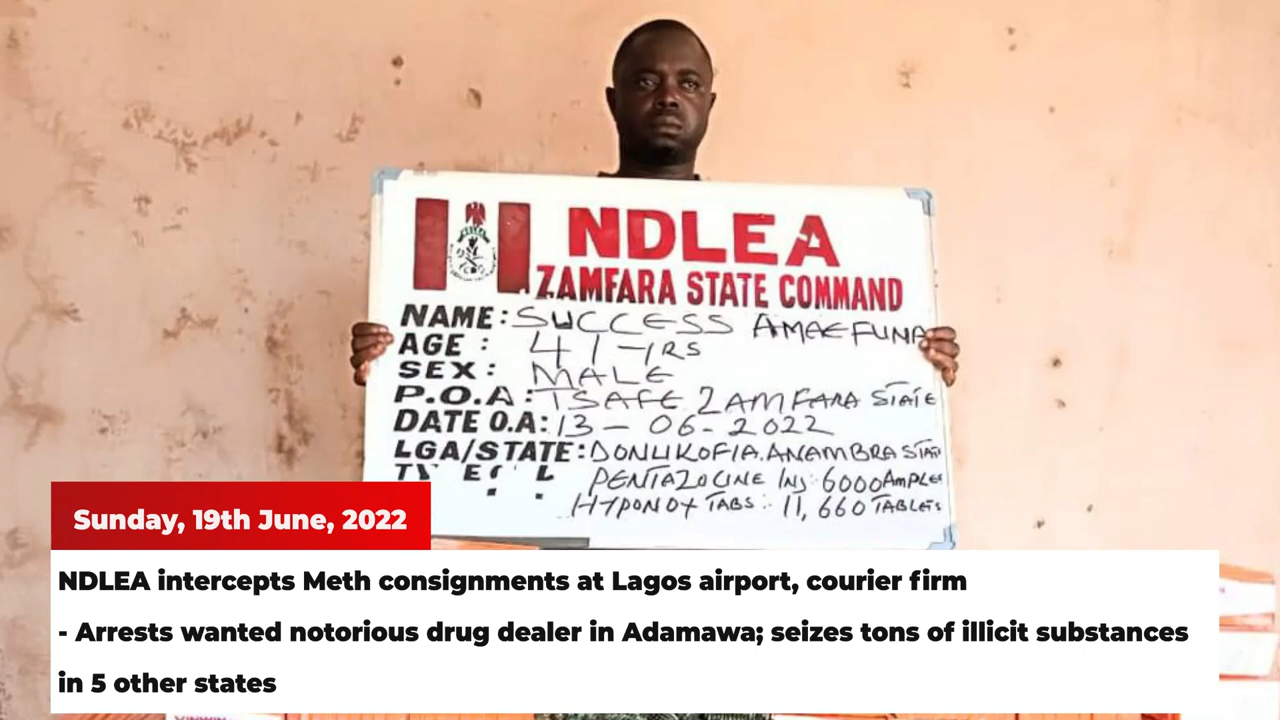 NDLEA
ZAMFARA STATE COMMAND
NAME: SUCCESS AMAEFUNA
AGE: 41-YRS
SEX: MALE
P.O.A: TSAFE ZAMFARA STATE
DATE O.A: 13-06-2022
LGA/STATE: DONUKOFIA. ANAMBRA STATE
PENTAZOCINE INJ: 6000 AMPLES
HYPONOX TABS: 11,660 TABLETS
Sunday, 19th June, 2022
NDLEA intercepts Meth consignments at Lagos airport, courier firm
- Arrests wanted notorious drug dealer in Adamawa; seizes tons of illicit substances
in 5 other states